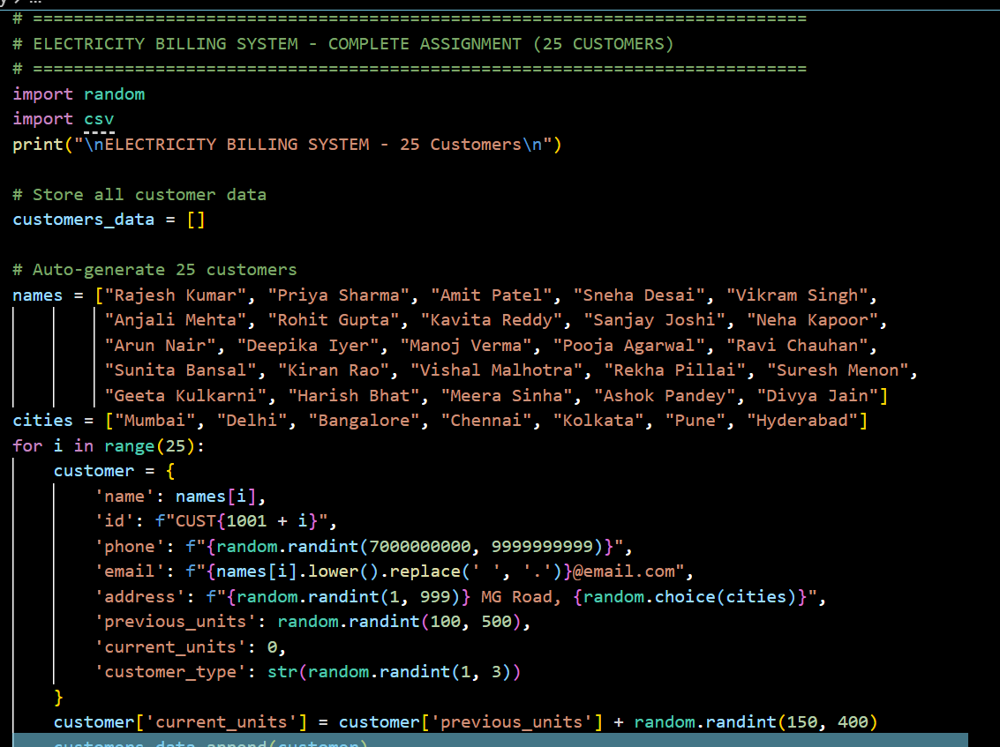 # ============================================================================
# ELECTRICITY BILLING SYSTEM - COMPLETE ASSIGNMENT (25 CUSTOMERS)
# ============================================================================
import random
import csv
print("\nELECTRICITY BILLING SYSTEM - 25 Customers\n")
# Store all customer data
customers_data = []
# Auto-generate 25 customers
names = ["Rajesh Kumar", "Priya Sharma", "Amit Patel", "Sneha Desai", "Vikram Singh",
"Anjali Mehta", "Rohit Gupta", "Kavita Reddy", "Sanjay Joshi", "Neha Kapoor",
"Arun Nair", "Deepika Iyer", "Manoj Verma", "Pooja Agarwal", "Ravi Chauhan",
"Sunita Bansal", "Kiran Rao", "Vishal Malhotra", "Rekha Pillai", "Suresh Menon",
"Geeta Kulkarni", "Harish Bhat", "Meera Sinha", "Ashok Pandey", "Divya Jain"]
cities = ["Mumbai", "Delhi", "Bangalore", "Chennai", "Kolkata", "Pune", "Hyderabad"]
for i in range(25):
customer = {
'name': names[i],
'id': f"CUST{1001 + i}",
'phone': f"{random.randint(7000000000, 9999999999)}",
'email': f"{names[i].lower().replace(' ', '.')}@email.com",
'address': f"{random.randint(1, 999)} MG Road, {random.choice(cities)}",
'previous_units': random.randint(100, 500),
'current_units': 0,
'customer_type': str(random.randint(1, 3))
}
customer['current_units'] = customer['previous_units'] + random.randint(150, 400)
customers_data.append(customer)